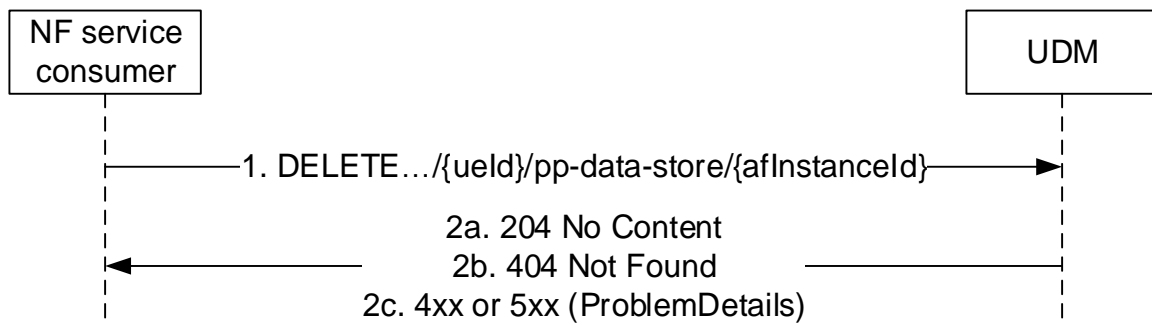 NF service
consumer
UDM
1. DELETE…/{ueId}/pp-data-store/{afInstanceId}
2a. 204 No Content
2b. 404 Not Found
2c. 4xx or 5xx (ProblemDetails)